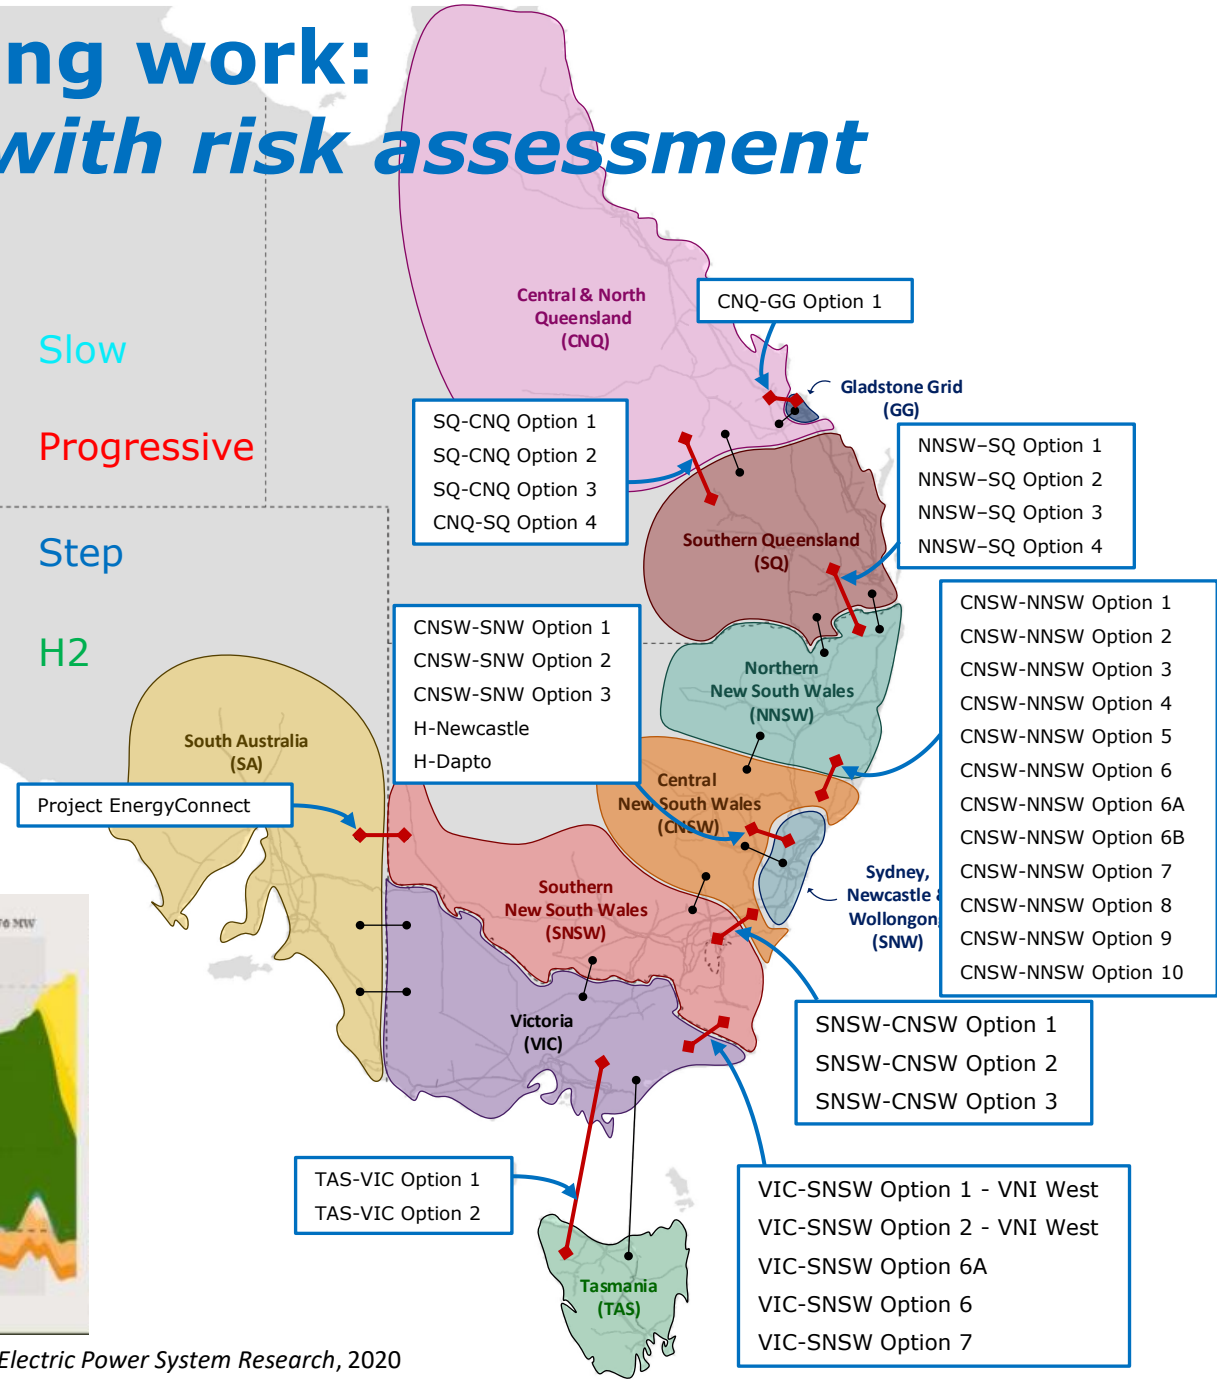 ng work:
with risk assessment
Slow
Progressive
Step
H2
Central & North
Queensland
(CNQ)
CNQ-GG Option 1
Gladstone Grid
(GG)
SQ-CNQ Option 1
SQ-CNQ Option 2
SQ-CNQ Option 3
CNQ-SQ Option 4
NNSW–SQ Option 1
NNSW–SQ Option 2
NNSW–SQ Option 3
NNSW–SQ Option 4
Southern Queensland
(SQ)
CNSW-SNW Option 1
CNSW-SNW Option 2
CNSW-SNW Option 3
H-Newcastle
H-Dapto
Northern
New South Wales
(NNSW)
CNSW-NNSW Option 1
CNSW-NNSW Option 2
CNSW-NNSW Option 3
CNSW-NNSW Option 4
CNSW-NNSW Option 5
CNSW-NNSW Option 6
CNSW-NNSW Option 6A
CNSW-NNSW Option 6B
CNSW-NNSW Option 7
CNSW-NNSW Option 8
CNSW-NNSW Option 9
CNSW-NNSW Option 10
South Australia
(SA)
Project EnergyConnect
Central
New South Wales
(CNSW)
Sydney,
Newcastle &
Wollongong
(SNW)
Southern
New South Wales
(SNSW)
MW
Victoria
(VIC)
SNSW-CNSW Option 1
SNSW-CNSW Option 2
SNSW-CNSW Option 3
TAS-VIC Option 1
TAS-VIC Option 2
VIC-SNSW Option 1 - VNI West
VIC-SNSW Option 2 - VNI West
VIC-SNSW Option 6A
VIC-SNSW Option 6
VIC-SNSW Option 7
Tasmania
(TAS)
Electric Power System Research, 2020